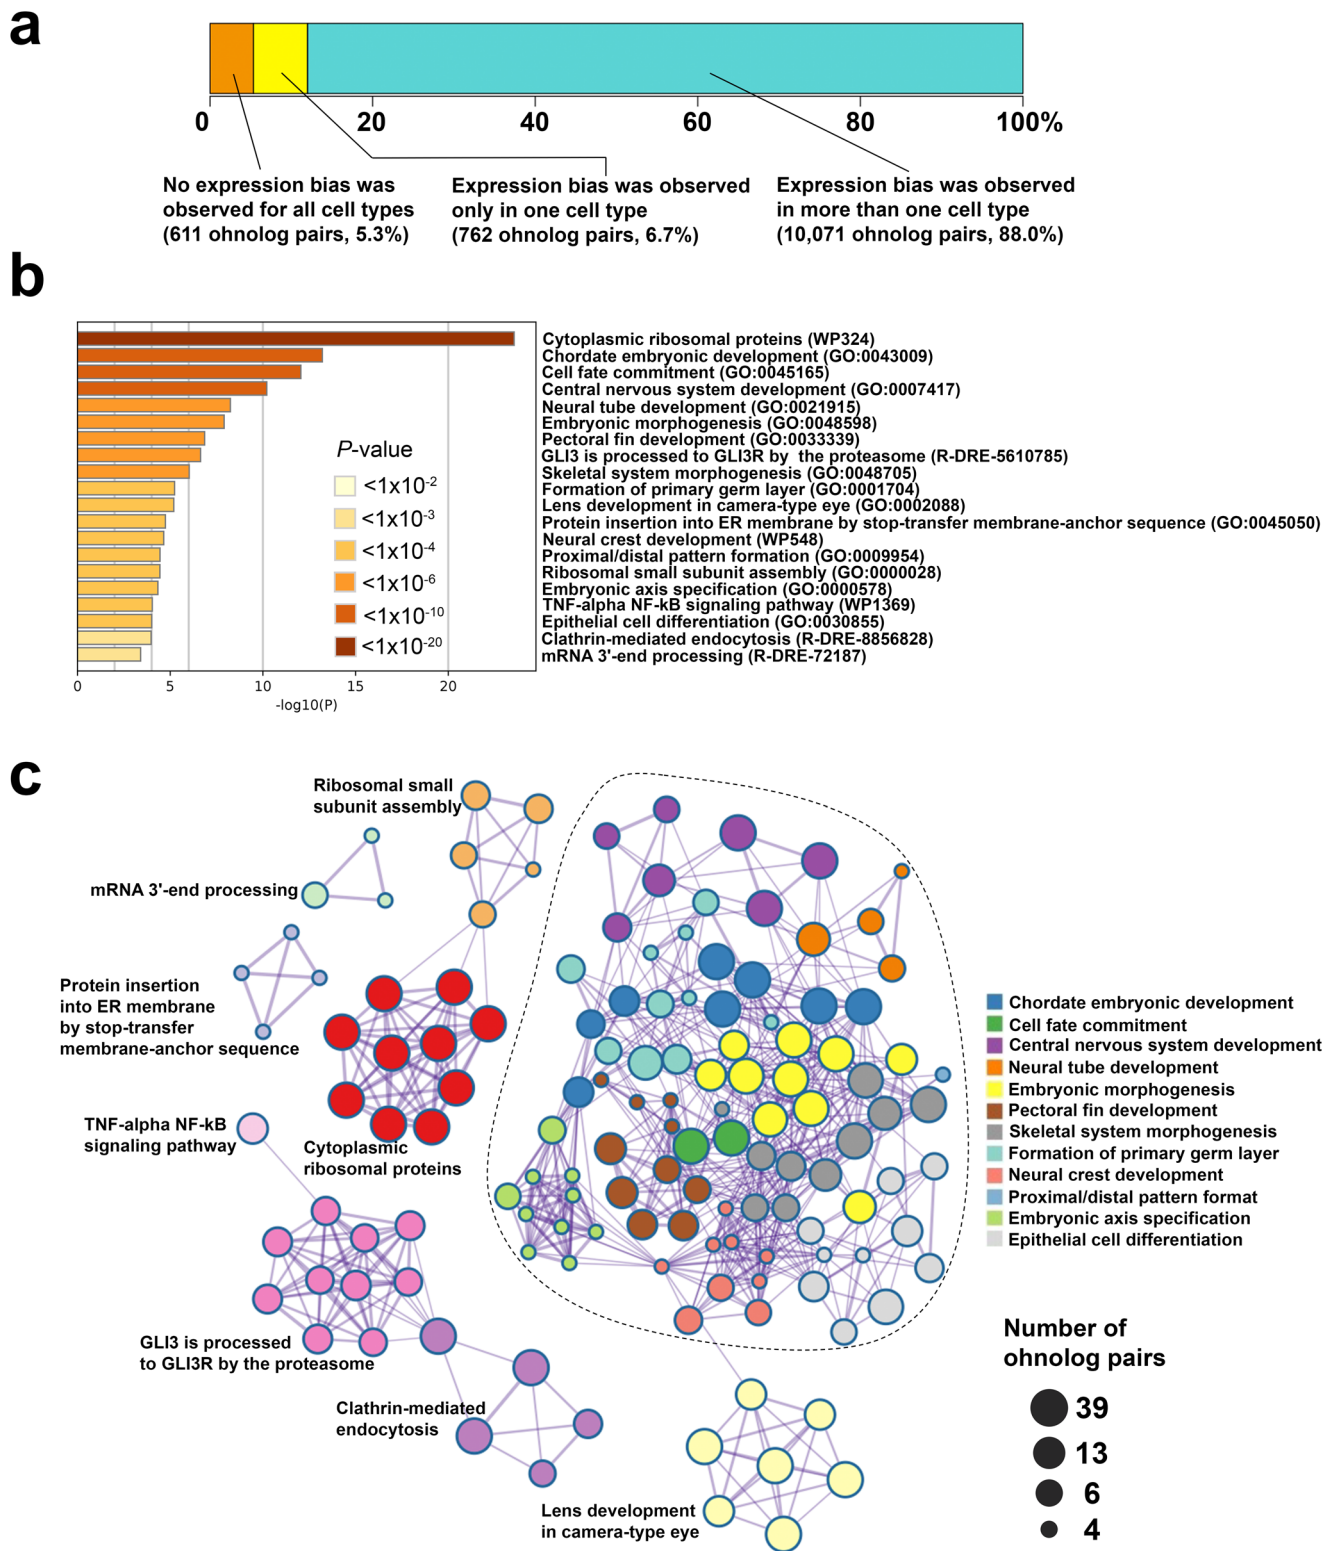 a
0 20 40 60 80 100%
No expression bias was
observed for all cell types
(611 ohnolog pairs, 5.3%)
Expression bias was observed
only in one cell type
(762 ohnolog pairs, 6.7%)
Expression bias was observed
in more than one cell type
(10,071 ohnolog pairs, 88.0%)
b
Cytoplasmic ribosomal proteins (WP324)
Chordate embryonic development (GO:0043009)
Cell fate commitment (GO:0045165)
Central nervous system development (GO:0007417)
Neural tube development (GO:0021915)
Embryonic morphogenesis (GO:0048598)
Pectoral fin development (GO:0033339)
GLI3 is processed to GLI3R by  the proteasome (R-DRE-5610785)
Skeletal system morphogenesis (GO:0048705)
Formation of primary germ layer (GO:0001704)
Lens development in camera-type eye (GO:0002088)
Protein insertion into ER membrane by stop-transfer membrane-anchor sequence (GO:0045050)
Neural crest development (WP548)
Proximal/distal pattern formation (GO:0009954)
Ribosomal small subunit assembly (GO:0000028)
Embryonic axis specification (GO:0000578)
TNF-alpha NF-kB signaling pathway (WP1369)
Epithelial cell differentiation (GO:0030855)
Clathrin-mediated endocytosis (R-DRE-8856828)
mRNA 3'-end processing (R-DRE-72187)
P-value
<1x10-2
<1x10-3
<1x10-4
<1x10-6
<1x10-10
<1x10-20
0 5 10 15 20
-log10(P)
c
Ribosomal small
subunit assembly
mRNA 3'-end processing
Protein insertion
into ER membrane
by stop-transfer
membrane-anchor sequence
TNF-alpha NF-kB
signaling pathway
Cytoplasmic
ribosomal proteins
GLI3 is processed
to GLI3R by the proteasome
Clathrin-mediated
endocytosis
Lens development
in camera-type eye
Chordate embryonic development
Cell fate commitment
Central nervous system development
Neural tube development
Embryonic morphogenesis
Pectoral fin development
Skeletal system morphogenesis
Formation of primary germ layer
Neural crest development
Proximal/distal pattern format
Embryonic axis specification
Epithelial cell differentiation
Number of
ohnolog pairs
39
13
6
4